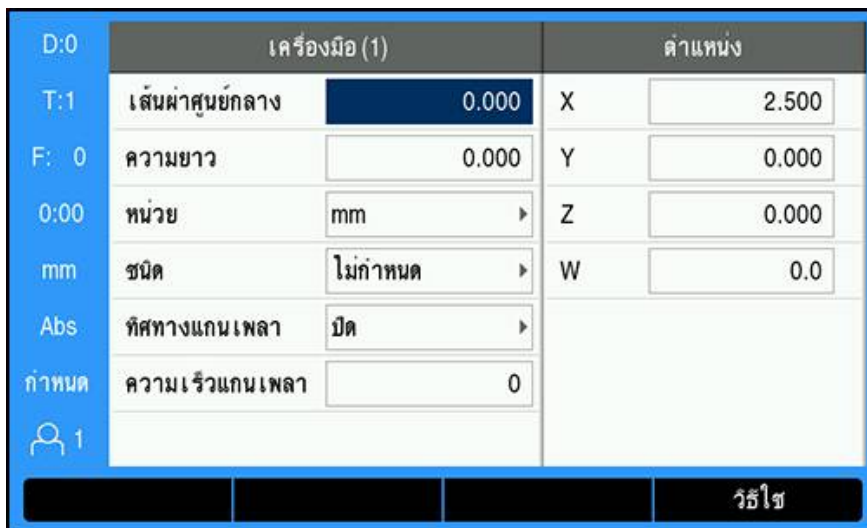 D:0
เครื่องมือ (1)
ตำแหน่ง
T:1
เส้นผ่าศูนย์กลาง
0.000
X
2.500
F: 0
ความยาว
0.000
Y
0.000
0:00
หน่วย
mm
Z
0.000
mm
ชนิด
ไม่กำหนด
W
0.0
Abs
ทิศทางแกนเพลา
ปิด
กำหนด
ความเร็วแกนเพลา
0
1
วิธีใช้